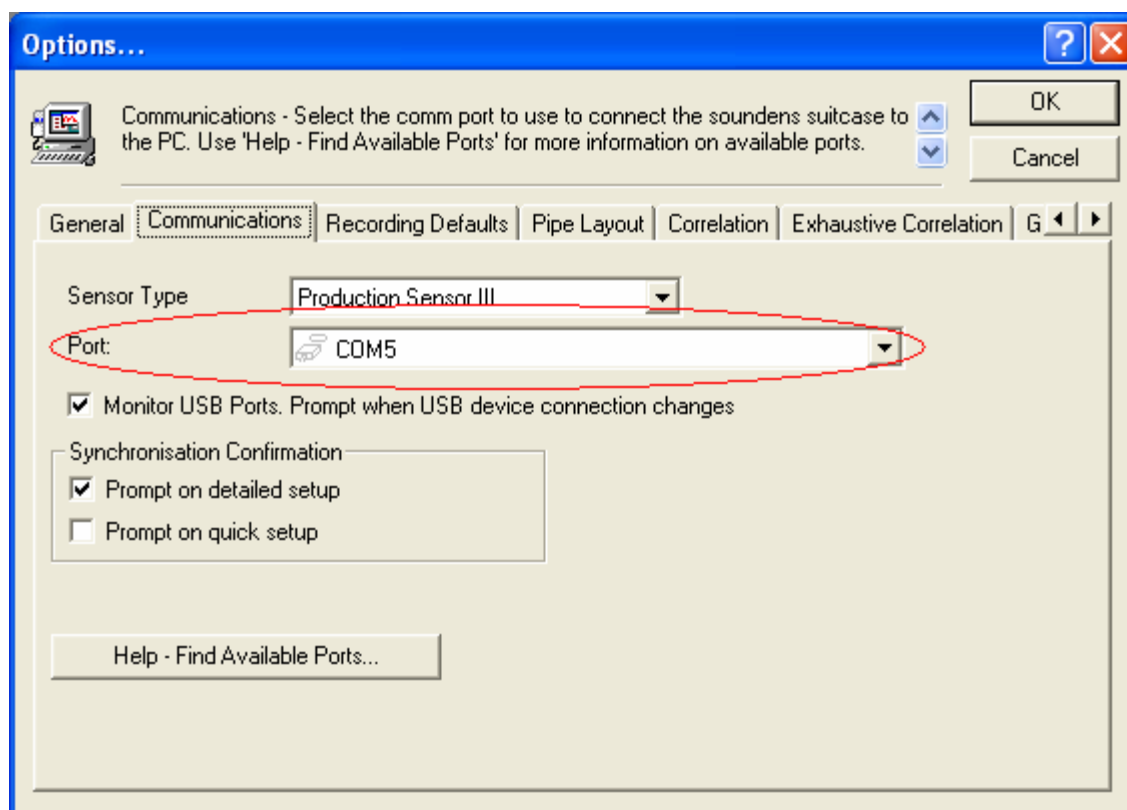 Options...
Communications - Select the comm port to use to connect the soundens suitcase to
the PC. Use 'Help - Find Available Ports' for more information on available ports.
OK
Cancel
General Communications Recording Defaults Pipe Layout Correlation Exhaustive Correlation G
Sensor Type Production Sensor III
Port: COM5
Monitor USB Ports. Prompt when USB device connection changes
Synchronisation Confirmation
Prompt on detailed setup
Prompt on quick setup
Help - Find Available Ports...